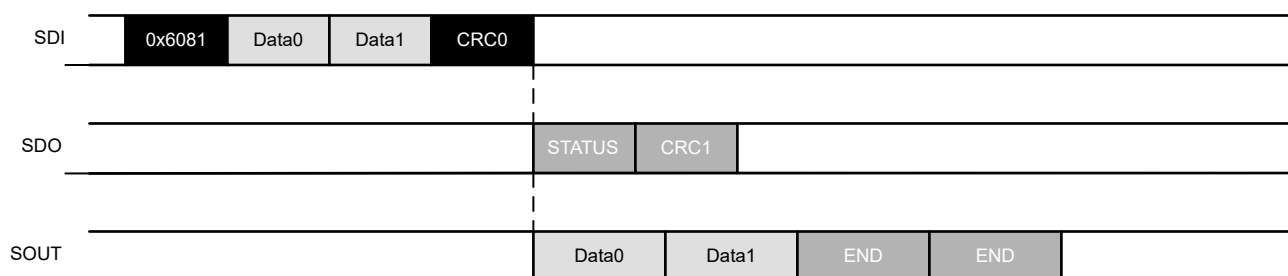 SDI 0x6081 Data0 Data1 CRC0
SDO STATUS CRC1
SOUT Data0 Data1 END END